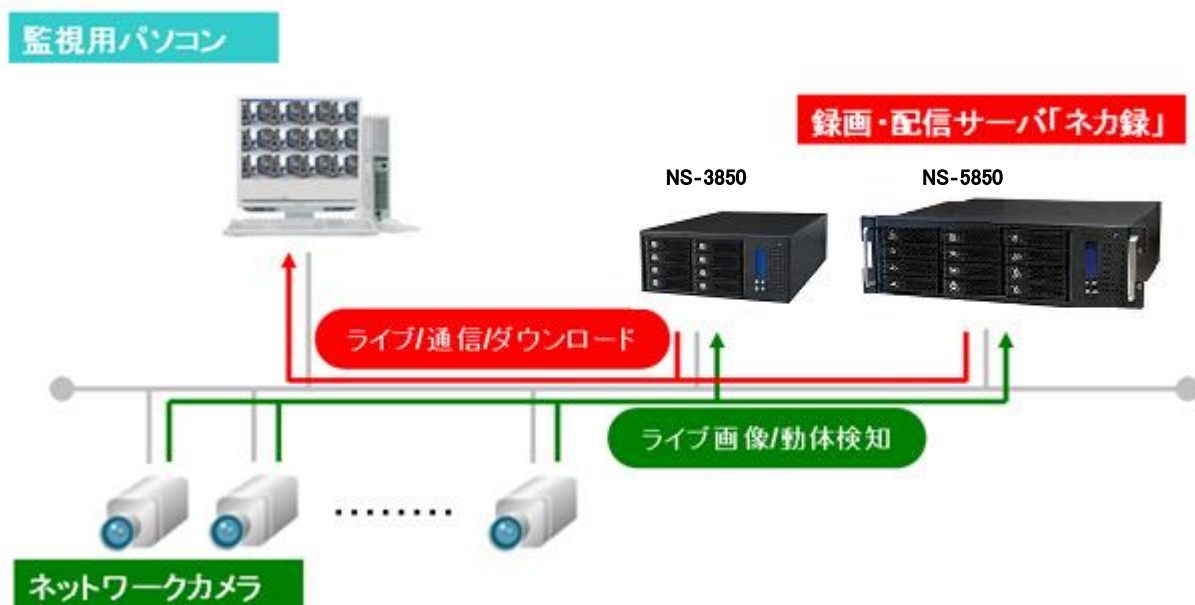 監視用パソコン
録画・配信サーバ「ネカ録」
NS-3850
NS-5850
ライブ/通信/ダウンロード
ライブ画像/動体検知
ネットワークカメラ